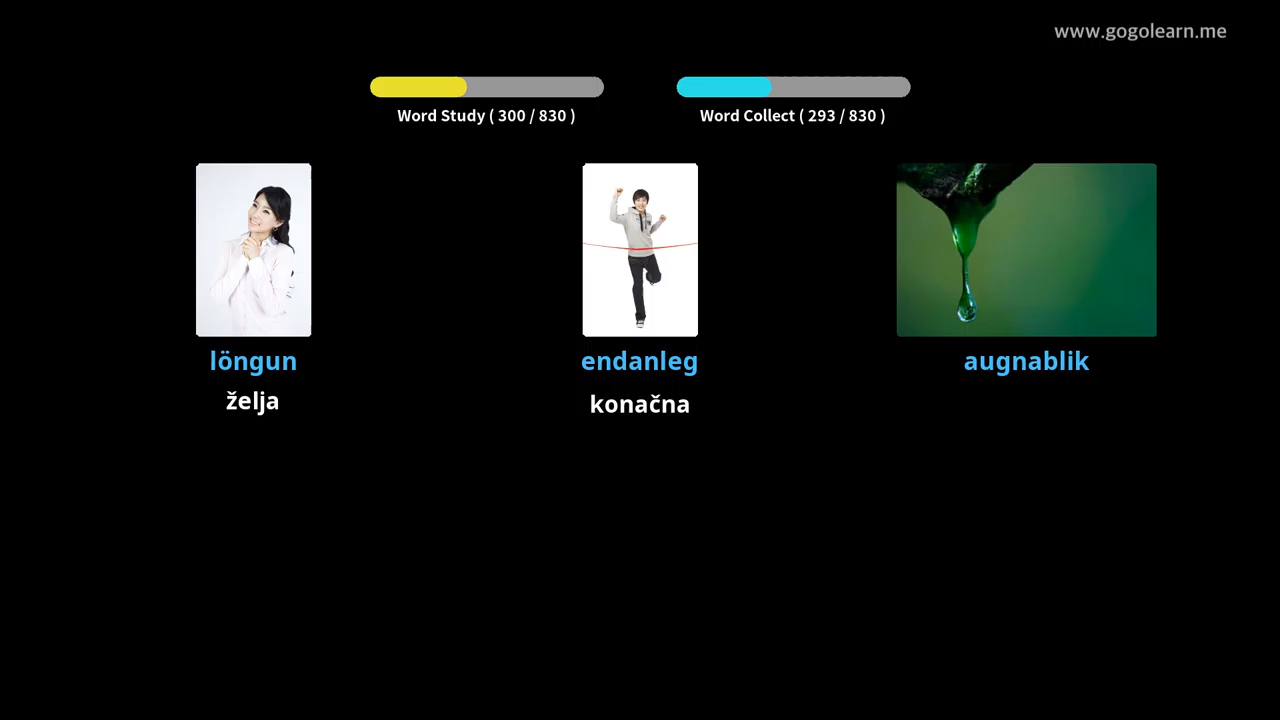 www.gogolearn.me
Word Study ( 300 / 830 )
Word Collect ( 293 / 830 )
löngun
endanleg
augnablik
želja
konačna